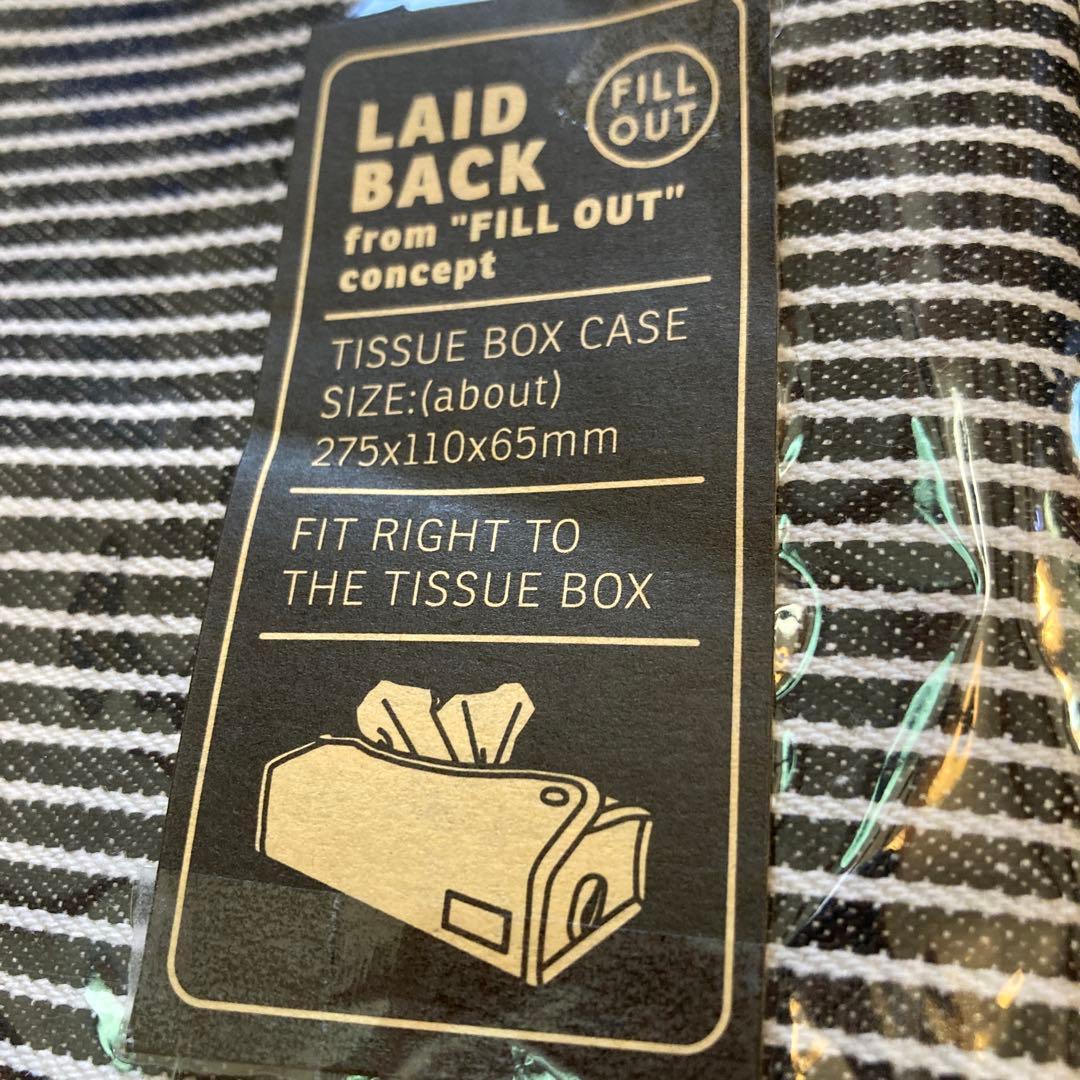 LAID
BACK
from "FILL OUT"
concept
FILL
OUT
TISSUE BOX CASE
SIZE:(about)
275x110x65mm
FIT RIGHT TO
THE TISSUE BOX